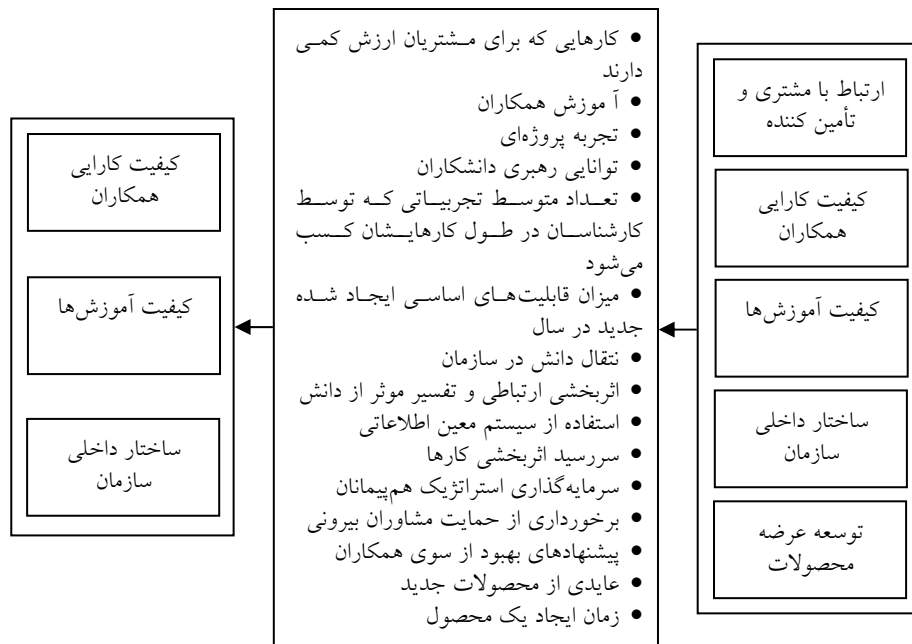 ارتباط با مشتری و
تأمین کننده
کیفیت کارایی
همکاران
کیفیت آموزش‌ها
ساختار داخلی
سازمان
توسعه عرضه
محصولات
• کارهایی که برای مشتریان ارزش کمی
دارند
• آ موزش همکاران
• تجربه پروژه‌ای
• توانایی رهبری دانشکاران
• تعداد متوسط تجربیاتی که توسط
کارشناسان در طول کارهایشان کسب
می‌شود
• میزان قابلیت‌های اساسی ایجاد شده
جدید در سال
• نتقال دانش در سازمان
• اثربخشی ارتباطی و تفسیر موثر از دانش
• استفاده از سیستم معین اطلاعاتی
• سررسید اثربخشی کارها
• سرمایه‌گذاری استراتژیک هم‌پیمانان
• برخورداری از حمایت مشاوران بیرونی
• پیشنهادهای بهبود از سوی همکاران
• عایدی از محصولات جدید
• زمان ایجاد یک محصول
کیفیت کارایی
همکاران
کیفیت آموزش‌ها
ساختار داخلی
سازمان